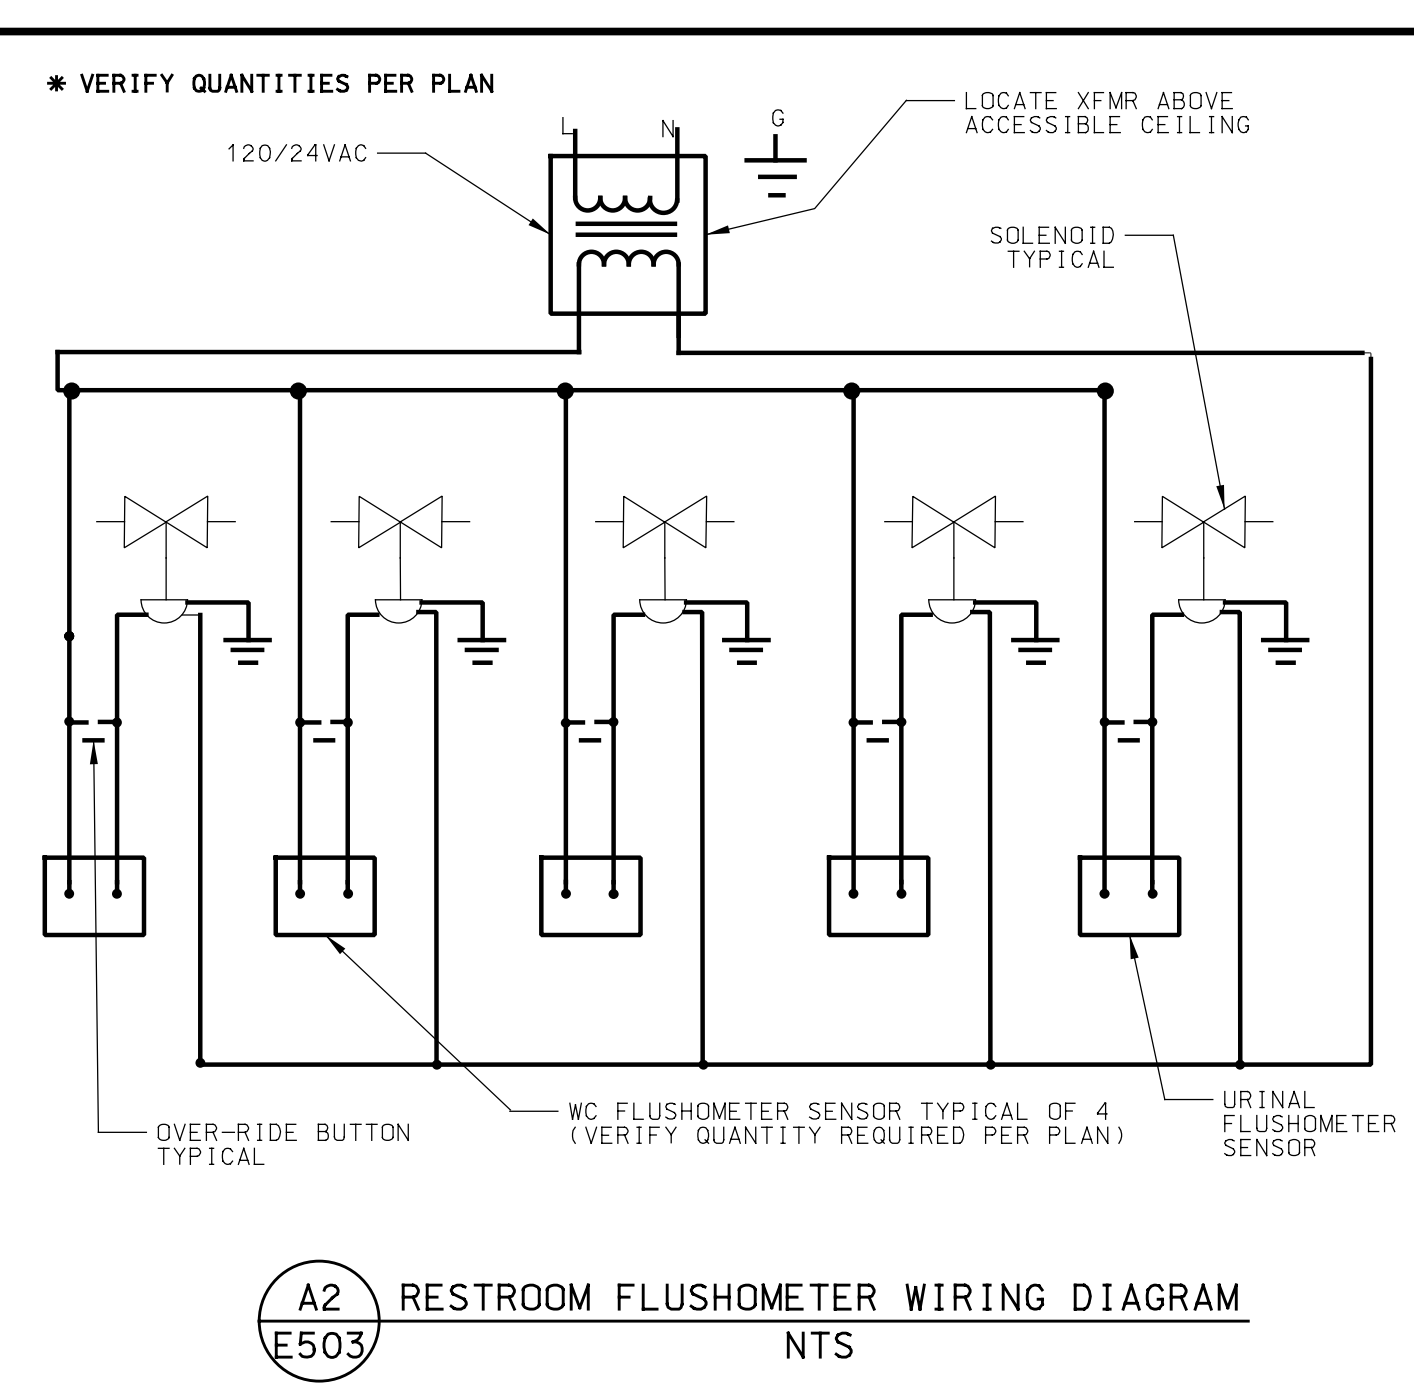 * VERIFY QUANTITIES PER PLAN
LOCATE XFMR ABOVE
ACCESSIBLE CEILING
L
N
G
120/24VAC
SOLENOID
TYPICAL
WC FLUSHOMETER SENSOR TYPICAL OF 4
(VERIFY QUANTITY REQUIRED PER PLAN)
URINAL
FLUSHOMETER
SENSOR
OVER-RIDE BUTTON
TYPICAL
A2
E503
RESTROOM FLUSHOMETER WIRING DIAGRAM
NTS